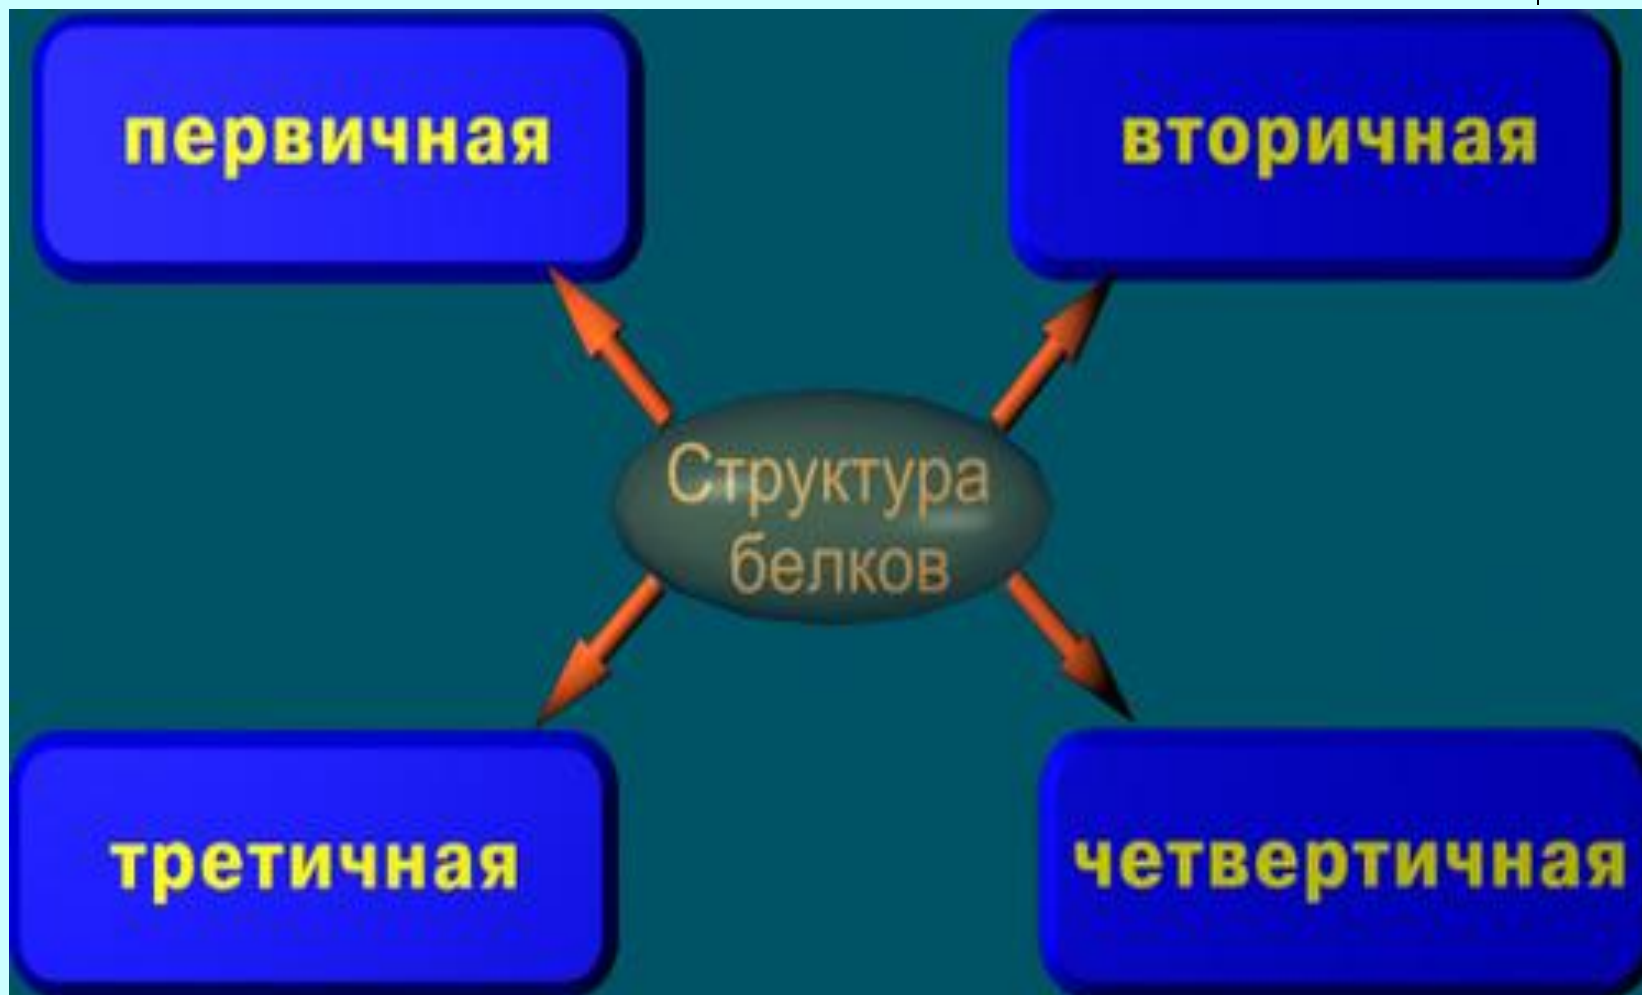 первичная
вторичная
Структура
белков
третичная
четвертичная